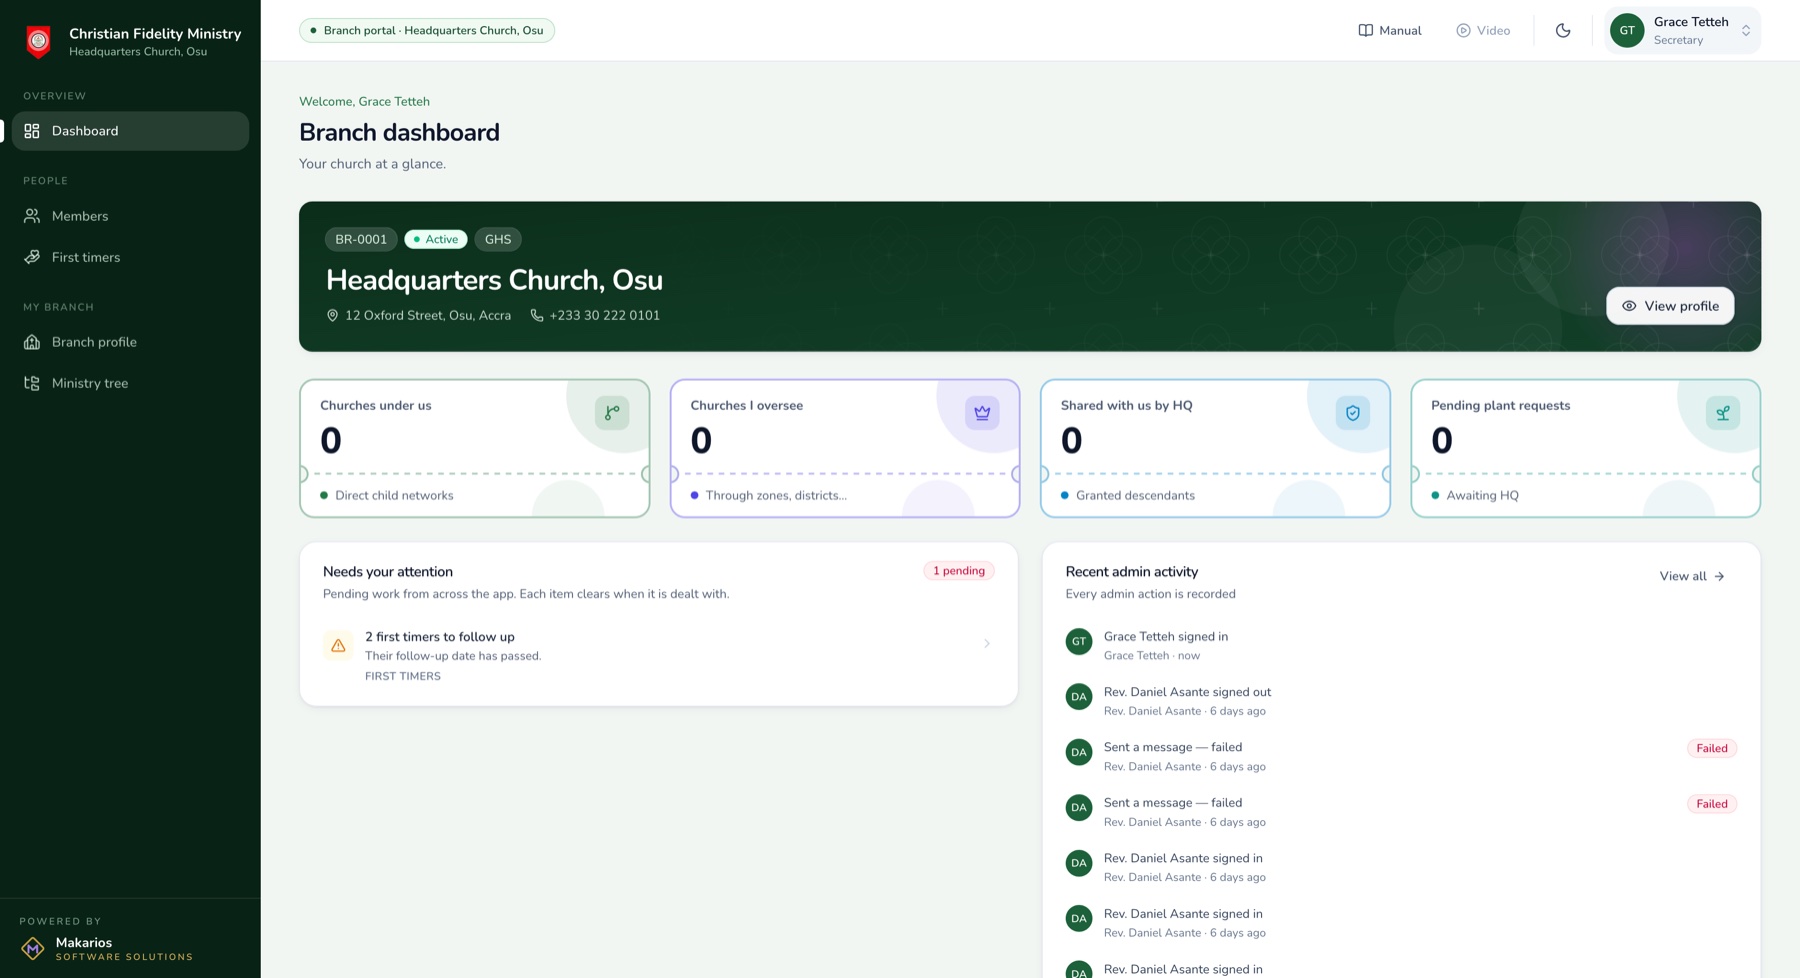 Christian Fidelity Ministry
Headquarters Church, Osu
OVERVIEW
Dashboard
PEOPLE
Members
First timers
MY BRANCH
Branch profile
Ministry tree
POWERED BY
Makarios
SOFTWARE SOLUTIONS
Branch portal · Headquarters Church, Osu
Manual
Video
GT
Grace Tetteh
Secretary
Welcome, Grace Tetteh
Branch dashboard
Your church at a glance.
BR-0001
Active
GHS
Headquarters Church, Osu
12 Oxford Street, Osu, Accra
+233 30 222 0101
View profile
Churches under us
0
Direct child networks
Churches I oversee
0
Through zones, districts...
Shared with us by HQ
0
Granted descendants
Pending plant requests
0
Awaiting HQ
Needs your attention
1 pending
Pending work from across the app. Each item clears when it is dealt with.
2 first timers to follow up
Their follow-up date has passed.
FIRST TIMERS
Recent admin activity
View all
Every admin action is recorded
GT
Grace Tetteh signed in
Grace Tetteh · now
DA
Rev. Daniel Asante signed out
Rev. Daniel Asante · 6 days ago
DA
Sent a message — failed
Failed
Rev. Daniel Asante · 6 days ago
DA
Sent a message — failed
Failed
Rev. Daniel Asante · 6 days ago
DA
Rev. Daniel Asante signed in
Rev. Daniel Asante · 6 days ago
DA
Rev. Daniel Asante signed in
Rev. Daniel Asante · 6 days ago
DA
Rev. Daniel Asante signed in